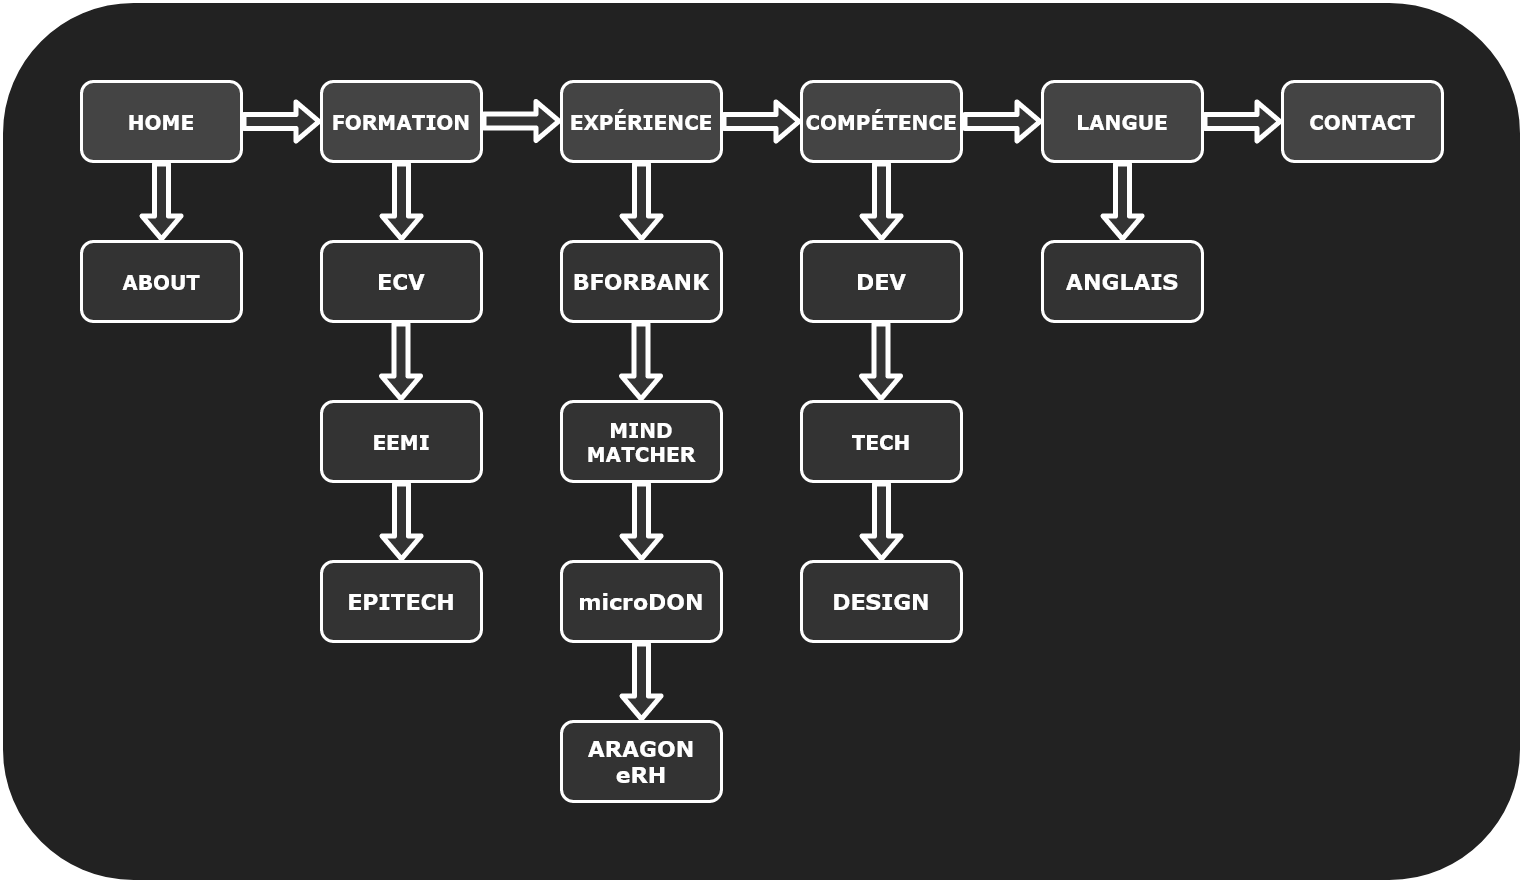 HOME
FORMATION
EXPÉRIENCE
COMPÉTENCE
LANGUE
CONTACT
ABOUT
ECV
BFORBANK
DEV
ANGLAIS
EEMI
MIND
MATCHER
TECH
EPITECH
microDON
DESIGN
ARAGON
eRH